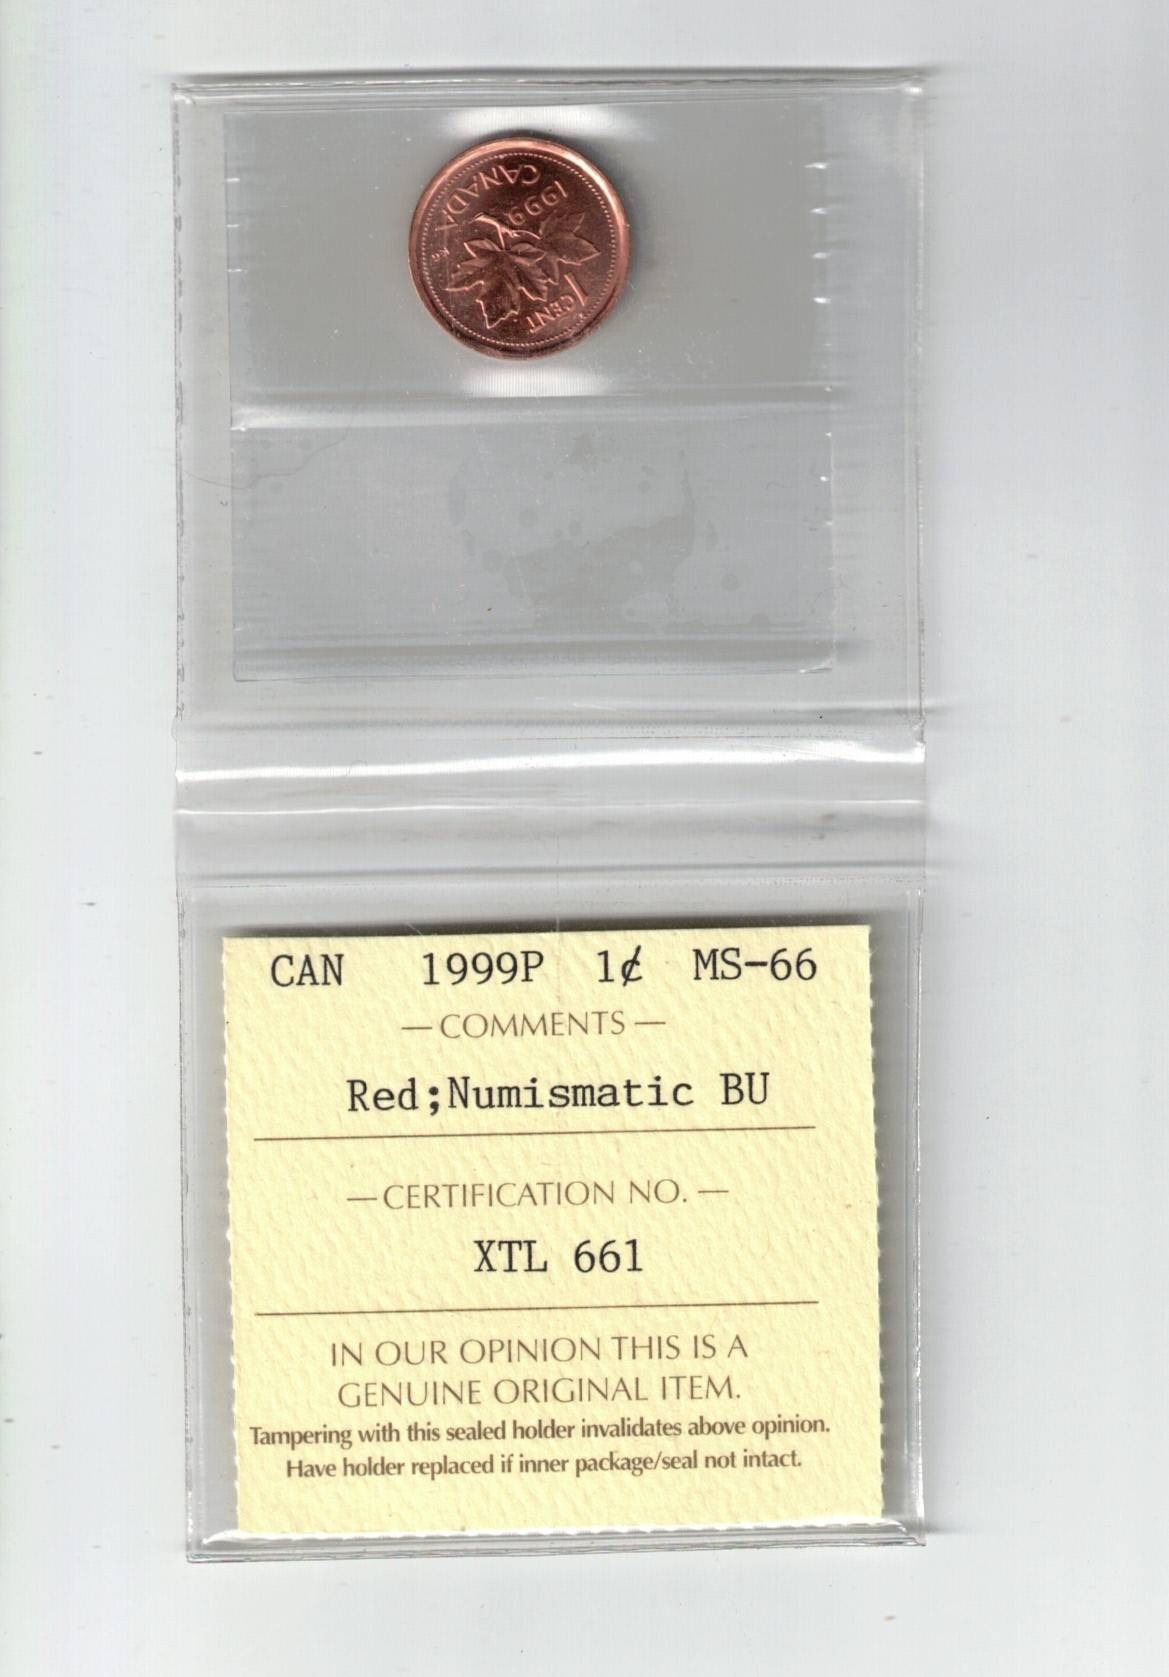 CANADA
1999
KG
1
CENT
CAN 1999P 1¢ MS-66
— COMMENTS —
Red;Numismatic BU
— CERTIFICATION NO. —
XTL 661
IN OUR OPINION THIS IS A
GENUINE ORIGINAL ITEM.
Tampering with this sealed holder invalidates above opinion.
Have holder replaced if inner package/seal not intact.